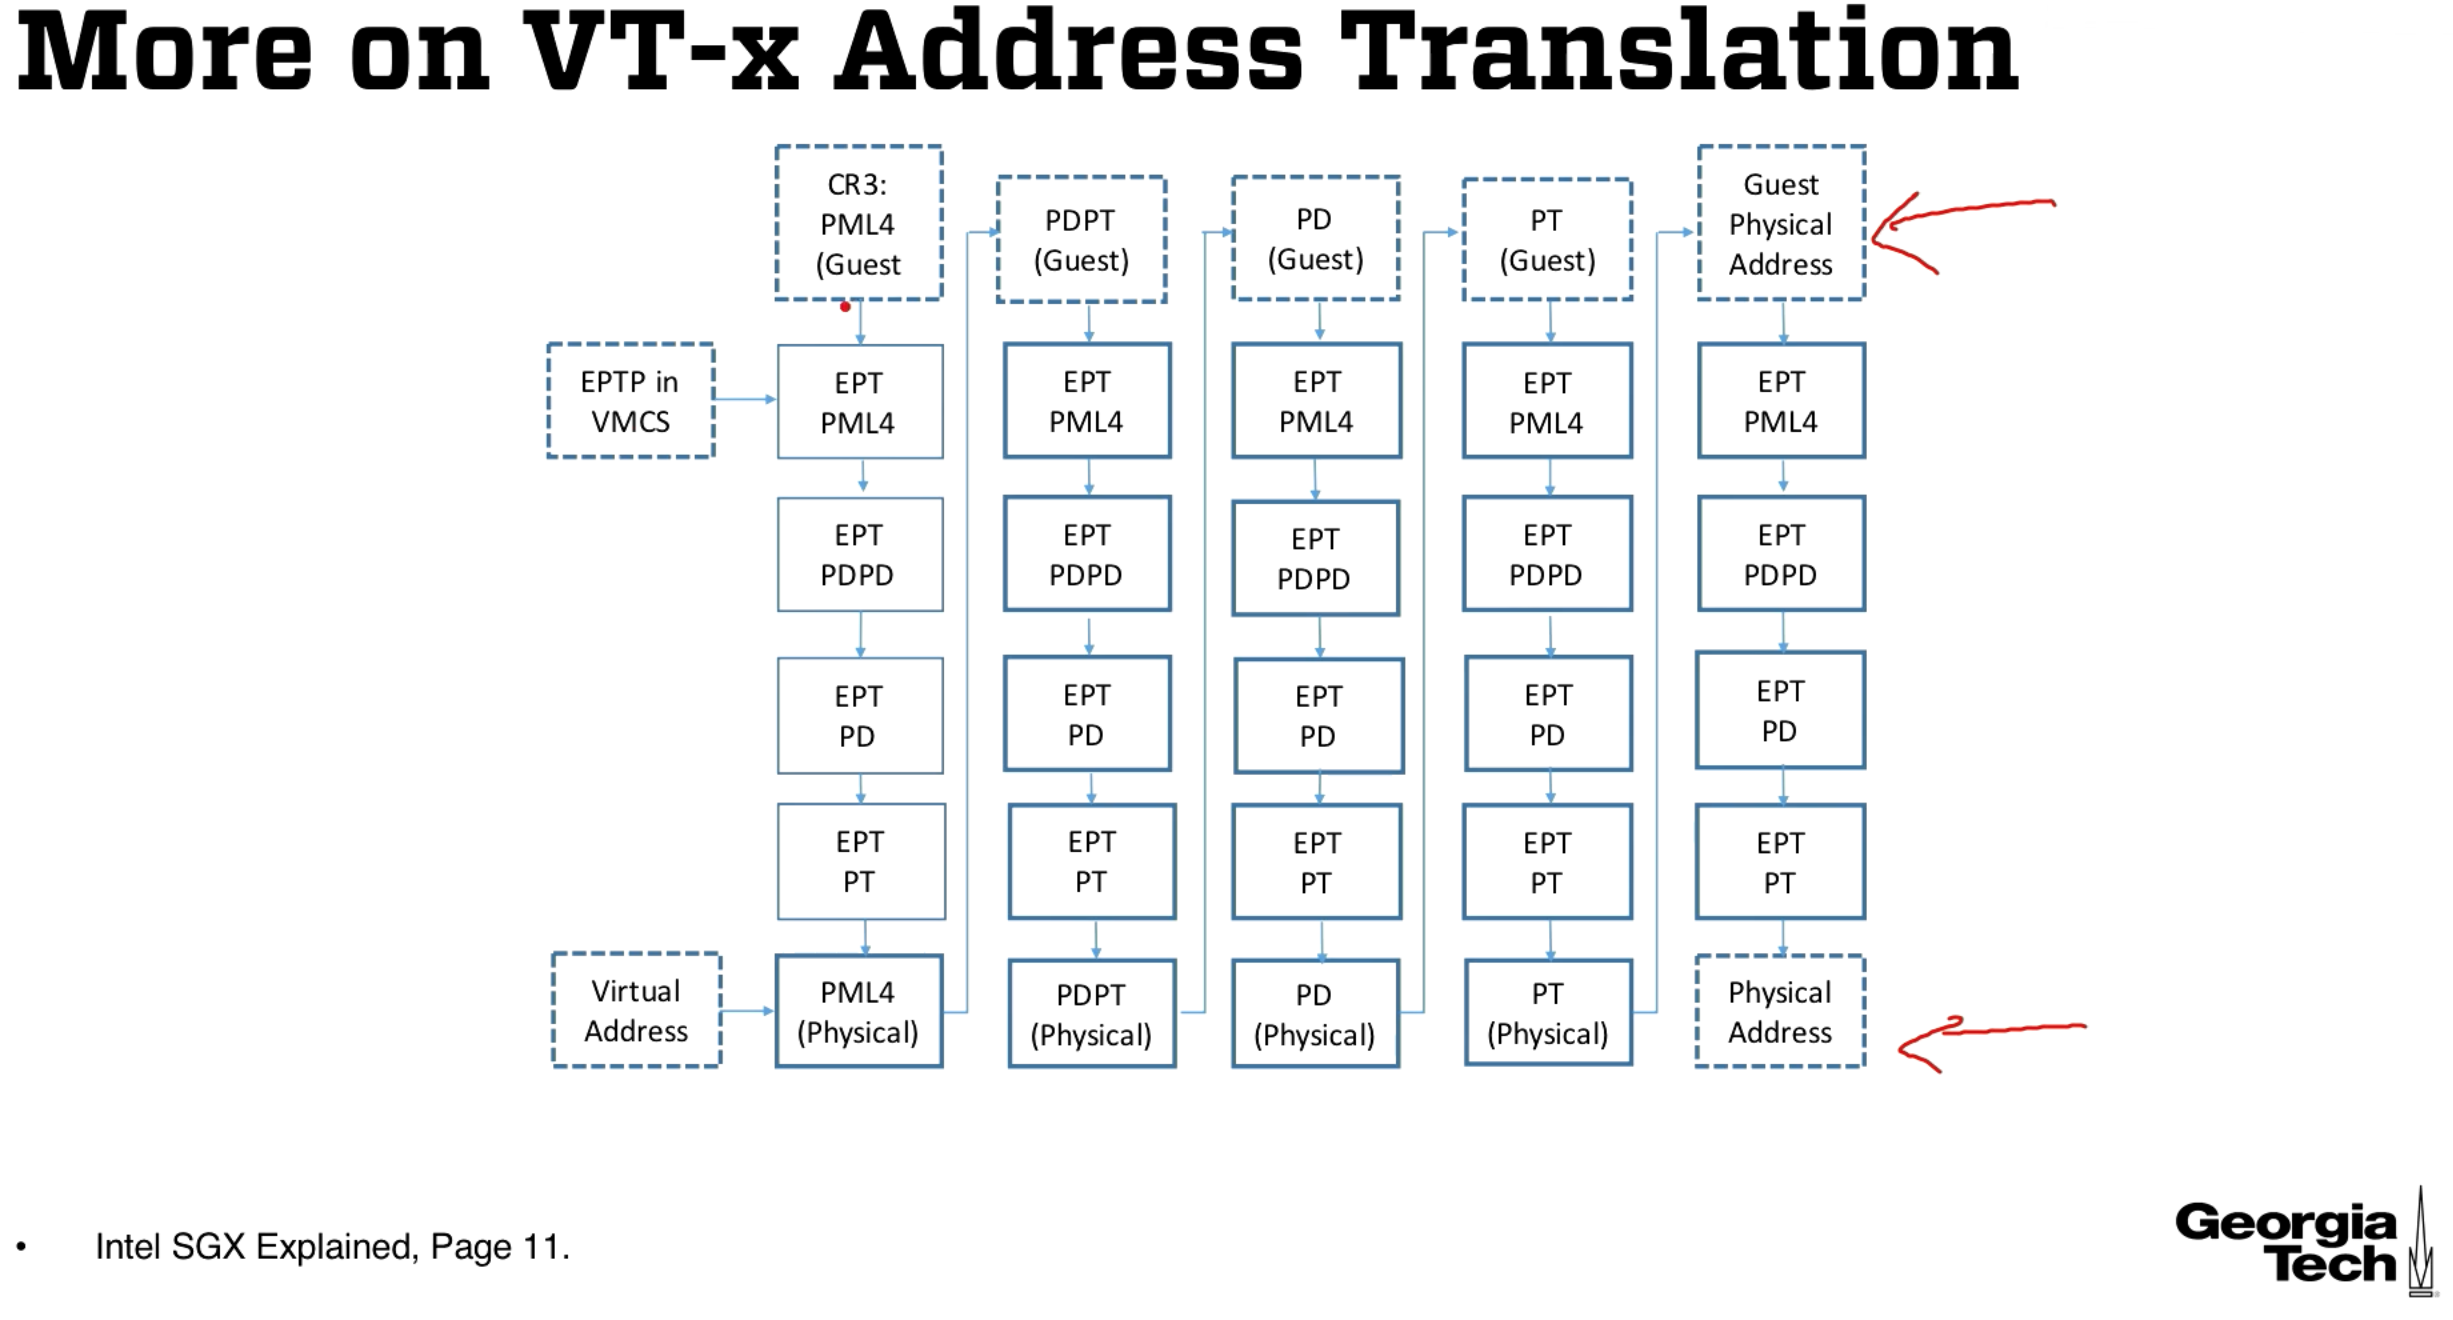 More on VT-x Address Translation
CR3:
PML4
(Guest
PDPT
(Guest)
PD
(Guest)
PT
(Guest)
Guest
Physical
Address
EPTP in
VMCS
EPT
PML4
EPT
PML4
EPT
PML4
EPT
PML4
EPT
PML4
EPT
PDPD
EPT
PDPD
EPT
PDPD
EPT
PDPD
EPT
PDPD
EPT
PD
EPT
PD
EPT
PD
EPT
PD
EPT
PD
EPT
PT
EPT
PT
EPT
PT
EPT
PT
EPT
PT
Virtual
Address
PML4
(Physical)
PDPT
(Physical)
PD
(Physical)
PT
(Physical)
Physical
Address
• Intel SGX Explained, Page 11.
Georgia
Tech